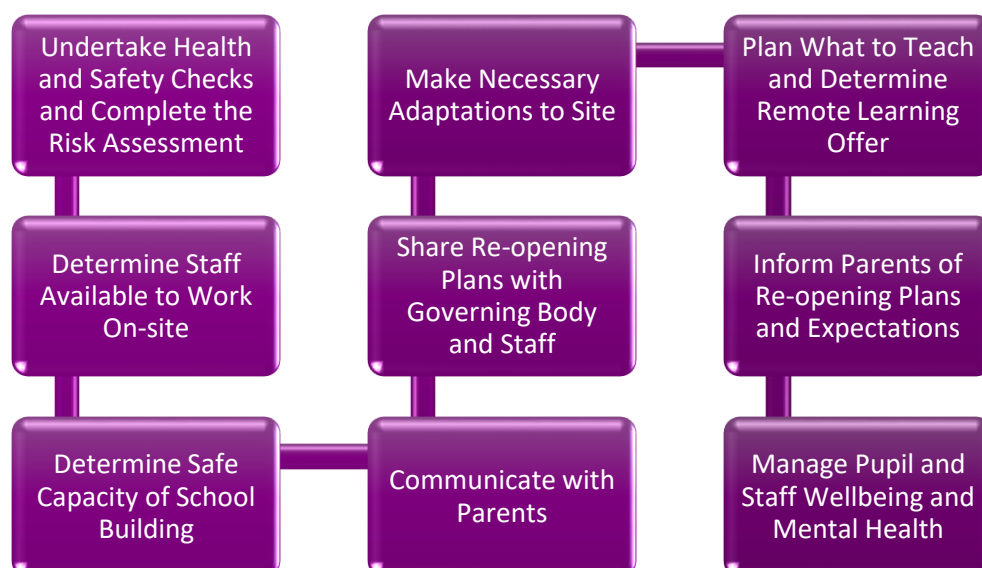 Undertake Health
and Safety Checks
and Complete the
Risk Assessment
Determine Staff
Available to Work
On-site
Determine Safe
Capacity of School
Building
Communicate with
Parents
Share Re-opening
Plans with
Governing Body
and Staff
Make Necessary
Adaptations to Site
Plan What to Teach
and Determine
Remote Learning
Offer
Inform Parents of
Re-opening Plans
and Expectations
Manage Pupil and
Staff Wellbeing and
Mental Health